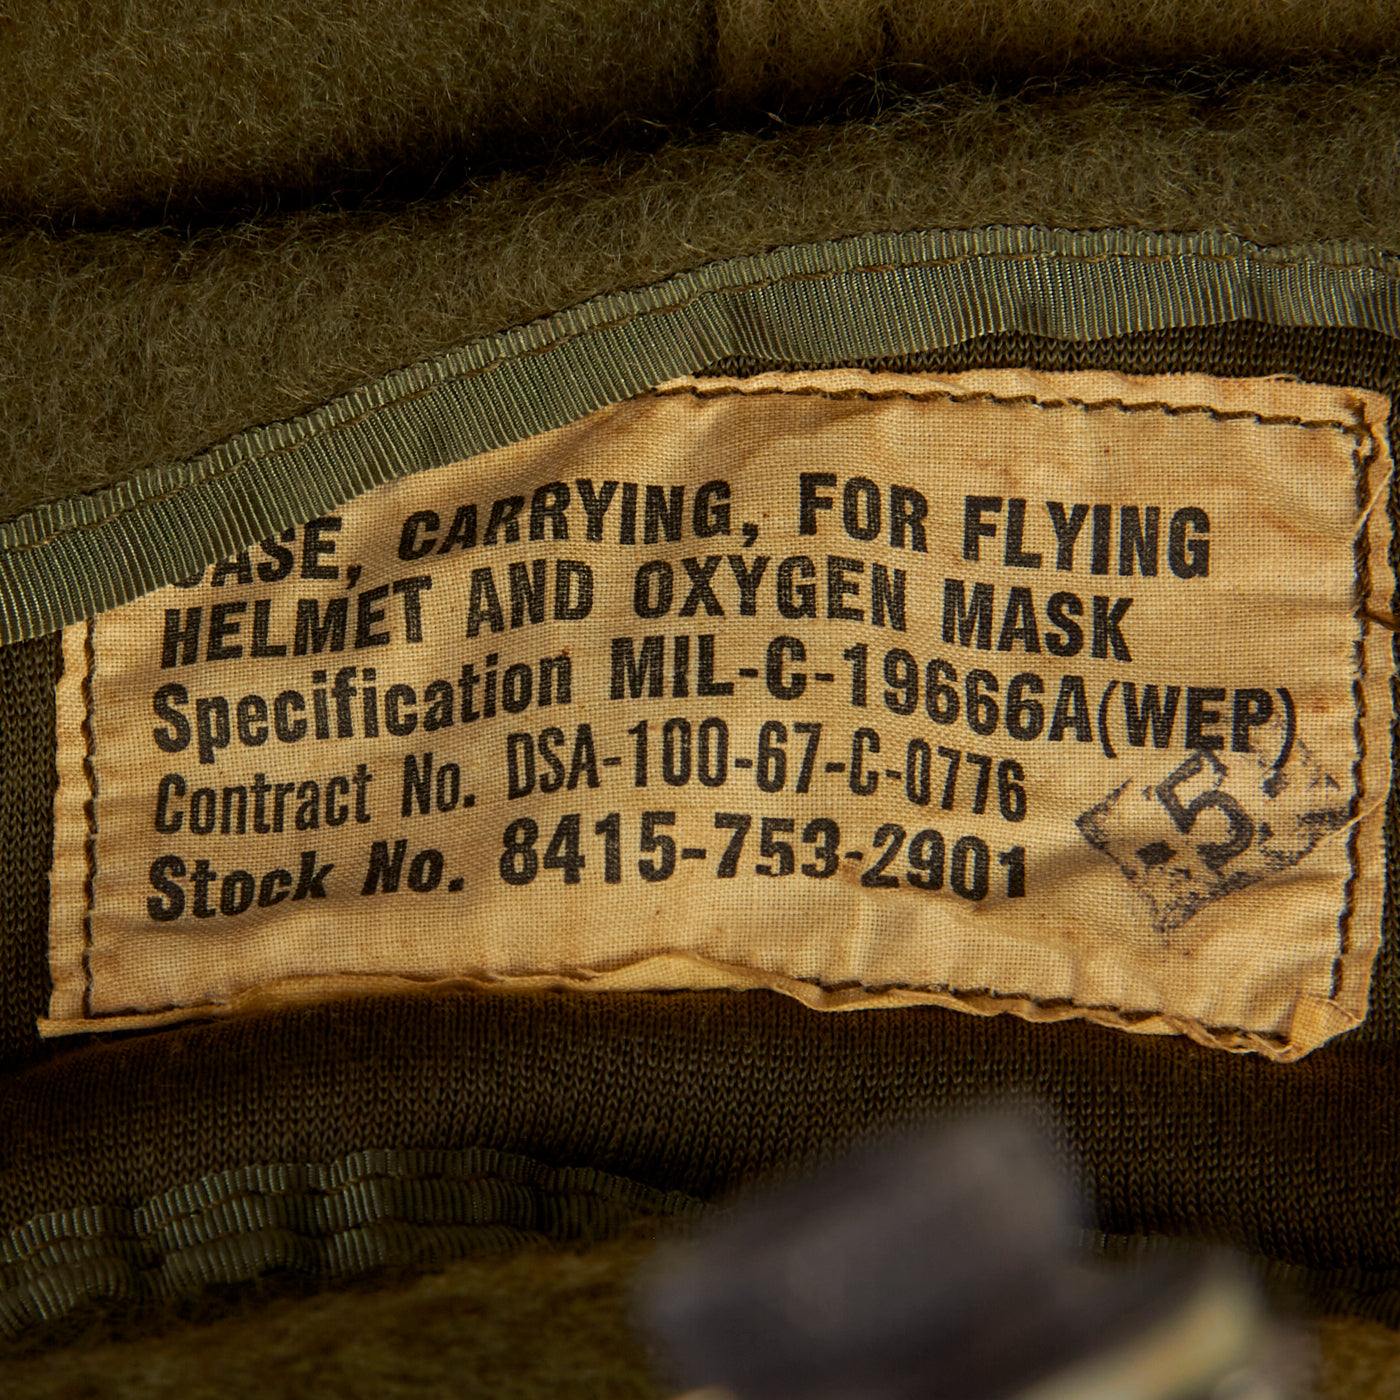 CASE, CARRYING, FOR FLYING
HELMET AND OXYGEN MASK
Specification MIL-C-19666A(WEP)
Contract No. DSA-100-67-C-0776
Stock No. 8415-753-2901
5